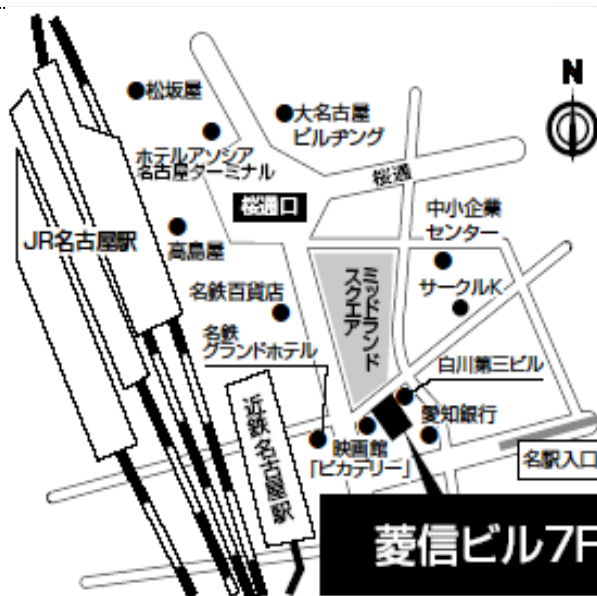 松坂屋
N
大名古屋
ビルヂング
ホテルアソシア
名古屋ターミナル
桜通
桜通口
中小企業
センター
JR名古屋駅
高島屋
ミッドランド
スクエア
サークルK
名鉄百貨店
名鉄
グランドホテル
白川第三ビル
近鉄名古屋駅
愛知銀行
映画館
「ピカデリー」
名駅入口
菱信ビル7F